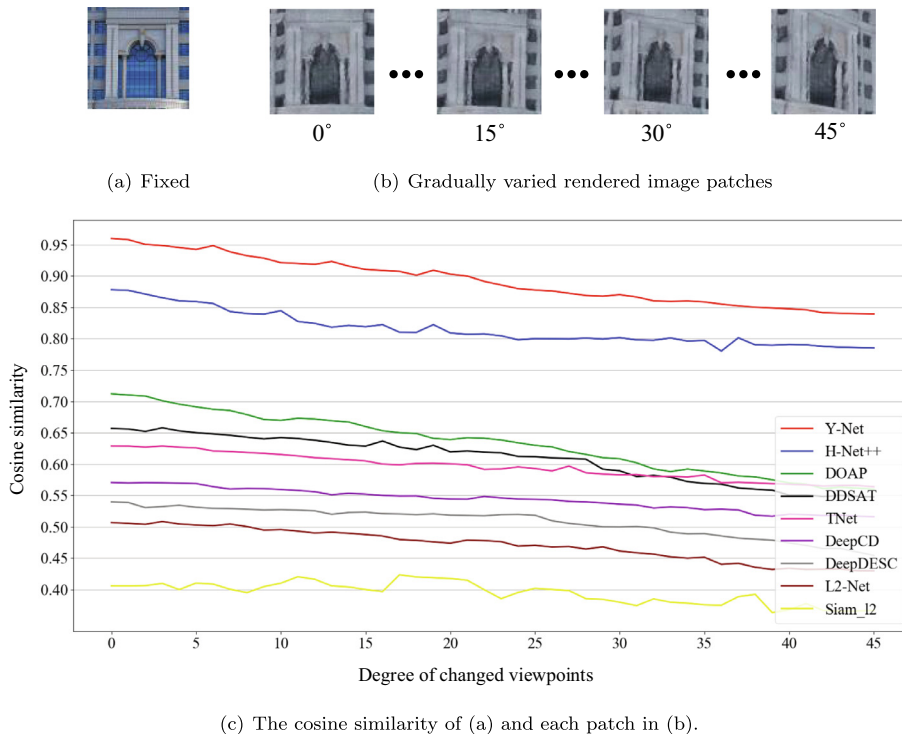 0° 15° 30° 45°
(a) Fixed
(b) Gradually varied rendered image patches
0.95
0.90
0.85
0.80
0.75
0.70
0.65
0.60
0.55
0.50
0.45
0.40
Cosine similarity
Y-Net
H-Net++
DOAP
DDSAT
TNet
DeepCD
DeepDESC
L2-Net
Siam_l2
0 5 10 15 20 25 30 35 40 45
Degree of changed viewpoints
(c) The cosine similarity of (a) and each patch in (b).